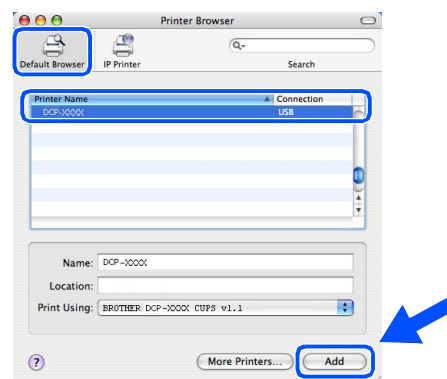 Printer Browser
Default Browser IP Printer Search
Printer Name Connection
DCP-XXXX USB
Name: DCP-XXXX
Location:
Print Using: BROTHER DCP-XXXX CUPS v1.1
? More Printers... Add